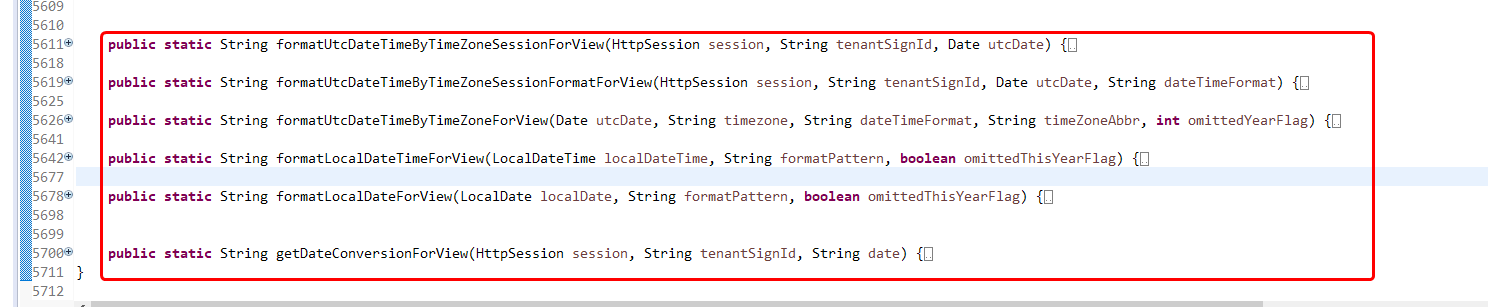 5609
5610
5611 public static String formatUtcDateTimeByTimeZoneSessionForView(HttpSession session, String tenantSignId, Date utcDate) {
5618
5619 public static String formatUtcDateTimeByTimeZoneSessionFormatForView(HttpSession session, String tenantSignId, Date utcDate, String dateTimeFormat) {
5625
5626 public static String formatUtcDateTimeByTimeZoneForView(Date utcDate, String timezone, String dateTimeFormat, String timeZoneAbbr, int omittedYearFlag) {
5641
5642 public static String formatLocalDateTimeForView(LocalDateTime localDateTime, String formatPattern, boolean omittedThisYearFlag) {
5677
5678 public static String formatLocalDateForView(LocalDate localDate, String formatPattern, boolean omittedThisYearFlag) {
5698
5699
5700 public static String getDateConversionForView(HttpSession session, String tenantSignId, String date) {
5711 }
5712